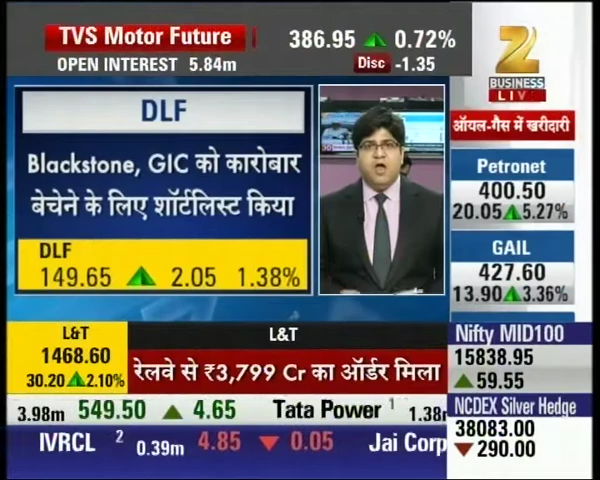 TVS Motor Future
386.95 0.72%
OPEN INTEREST 5.84m
Disc -1.35
Z
BUSINESS
LIV
DLF
Blackstone, GIC को कारोबार
बेचेने के लिए शॉर्टलिस्ट किया
DLF
149.65 2.05 1.38%
ऑयल-गैस में खरीदारी
Petronet
400.50
20.05 5.27%
GAIL
427.60
13.90 3.36%
L&T
1468.60
30.20 2.10%
L&T
रेलवे से ₹3,799 Cr का ऑर्डर मिला
Nifty MID100
15838.95
59.55
NCDEX Silver Hedge
38083.00
290.00
3.98m 549.50 4.65 Tata Power 1 1.38
IVRCL 2 0.39m 4.85 0.05 Jai Corp